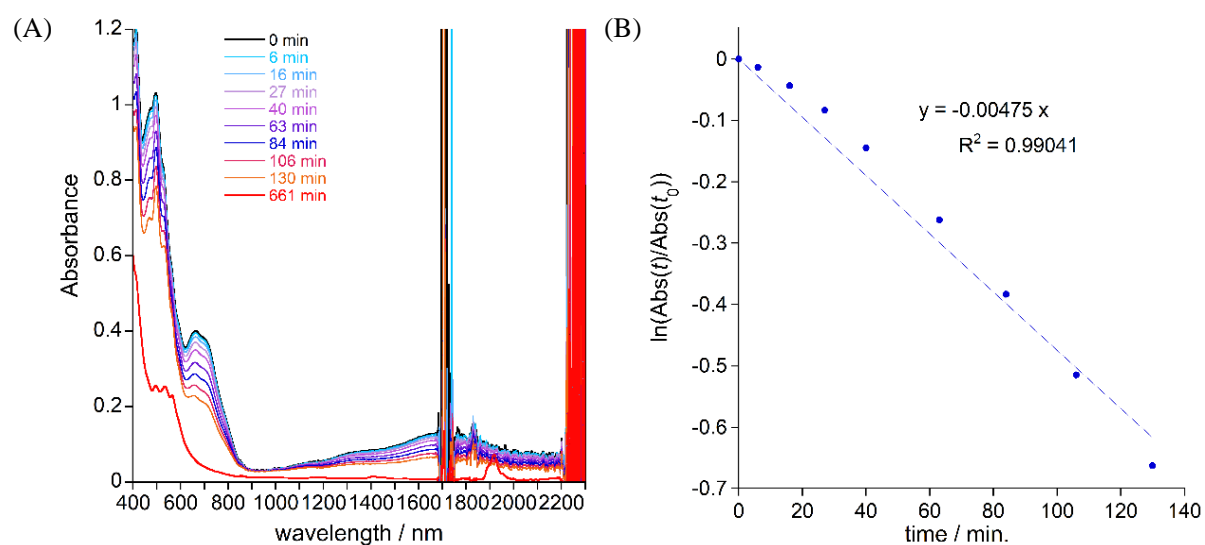 (A)
1.2
1
0.8
0.6
0.4
0.2
0
Absorbance
0 min
6 min
16 min
27 min
40 min
63 min
84 min
106 min
130 min
661 min
400 600 800 1000 1200 1400 1600 1800 2000 2200
wavelength / nm
(B)
0
-0.1
-0.2
-0.3
-0.4
-0.5
-0.6
-0.7
ln(Abs(t)/Abs(t₀))
y = -0.00475 x
R² = 0.99041
0 20 40 60 80 100 120 140
time / min.